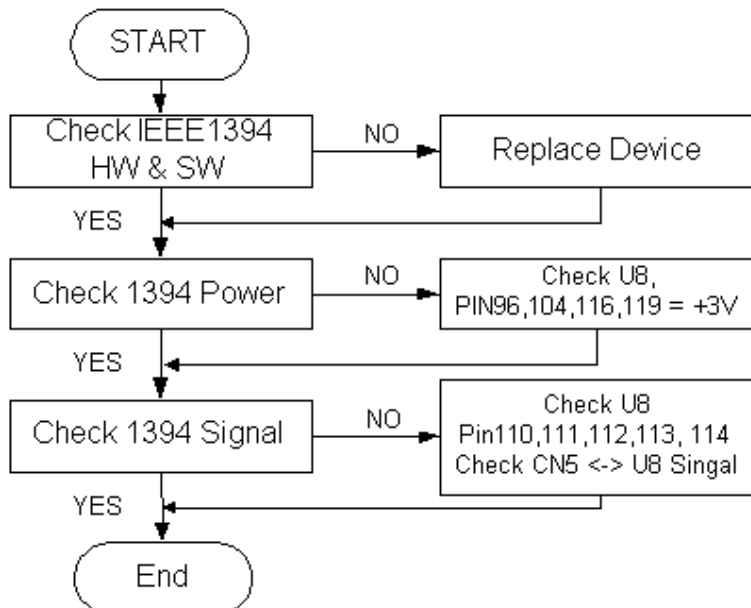 START
Check IEEE1394
HW & SW
NO
Replace Device
YES
Check 1394 Power
NO
Check U8,
PIN96,104,116,119 = +3V
YES
Check 1394 Signal
NO
Check U8
Pin110,111,112,113, 114
Check CN5 <-> U8 Singal
YES
End